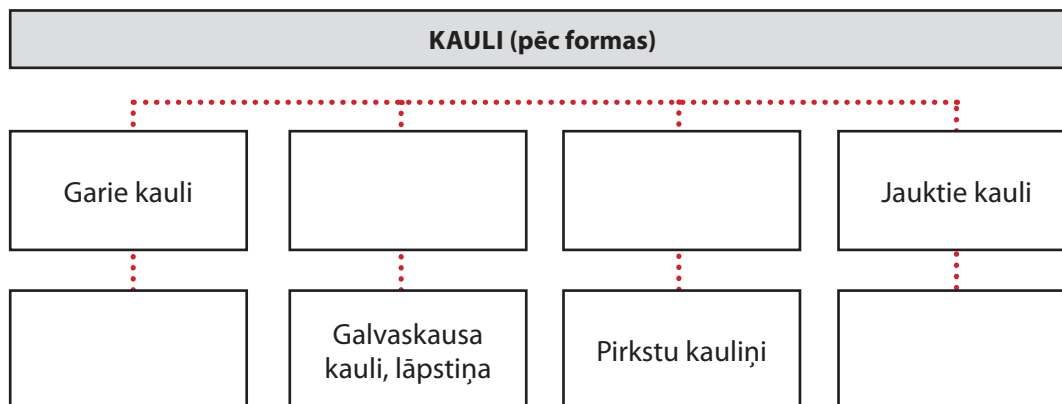 KAULI (pēc formas)
Garie kauli
Jauktie kauli
Galvaskausa
kauli, lāpstiņa
Pirkstu kauliņi